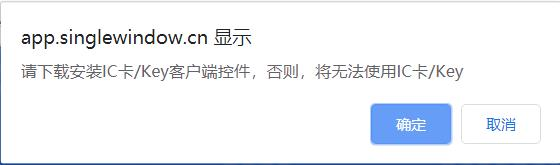 app.singlewindow.cn 显示
请下载安装IC卡/Key客户端控件，否则，将无法使用IC卡/Key
确定
取消